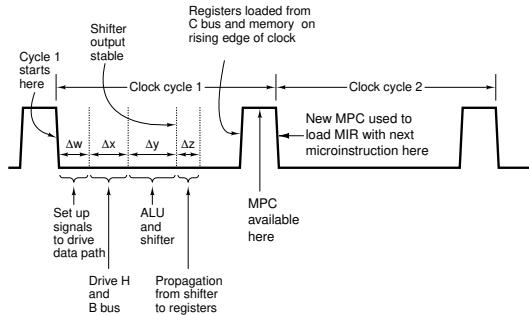 Registers loaded from
C bus and memory on
rising edge of clock
Shifter
output
stable
Cycle 1
starts
here
Clock cycle 1
Clock cycle 2
New MPC used to
load MIR with next
microinstruction here
Δw
Δx
Δy
Δz
Set up
signals
to drive
data path
ALU
and
shifter
MPC
available
here
Drive H
and
B bus
Propagation
from shifter
to registers